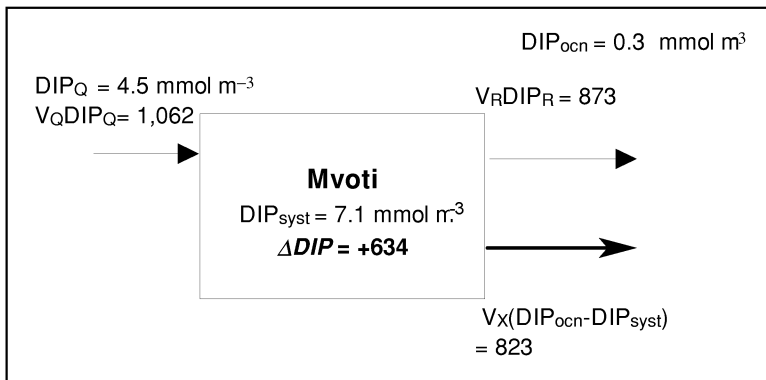 DIPocn = 0.3 mmol m3
DIPQ = 4.5 mmol m–3
VQDIPQ= 1,062
VRDIPR = 873
Mvoti
DIPsyst = 7.1 mmol m-3
ΔDIP = +634
VX(DIPocn-DIPsyst)
= 823